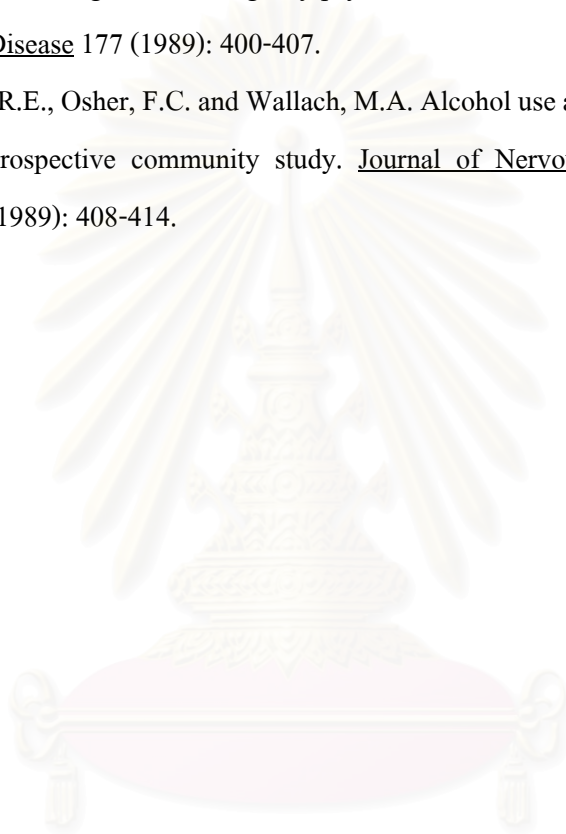 Disease 177 (1989): 400-407.
R.E., Osher, F.C. and Wallach, M.A. Alcohol use a
rospective community study. Journal of Nervo
1989): 408-414.